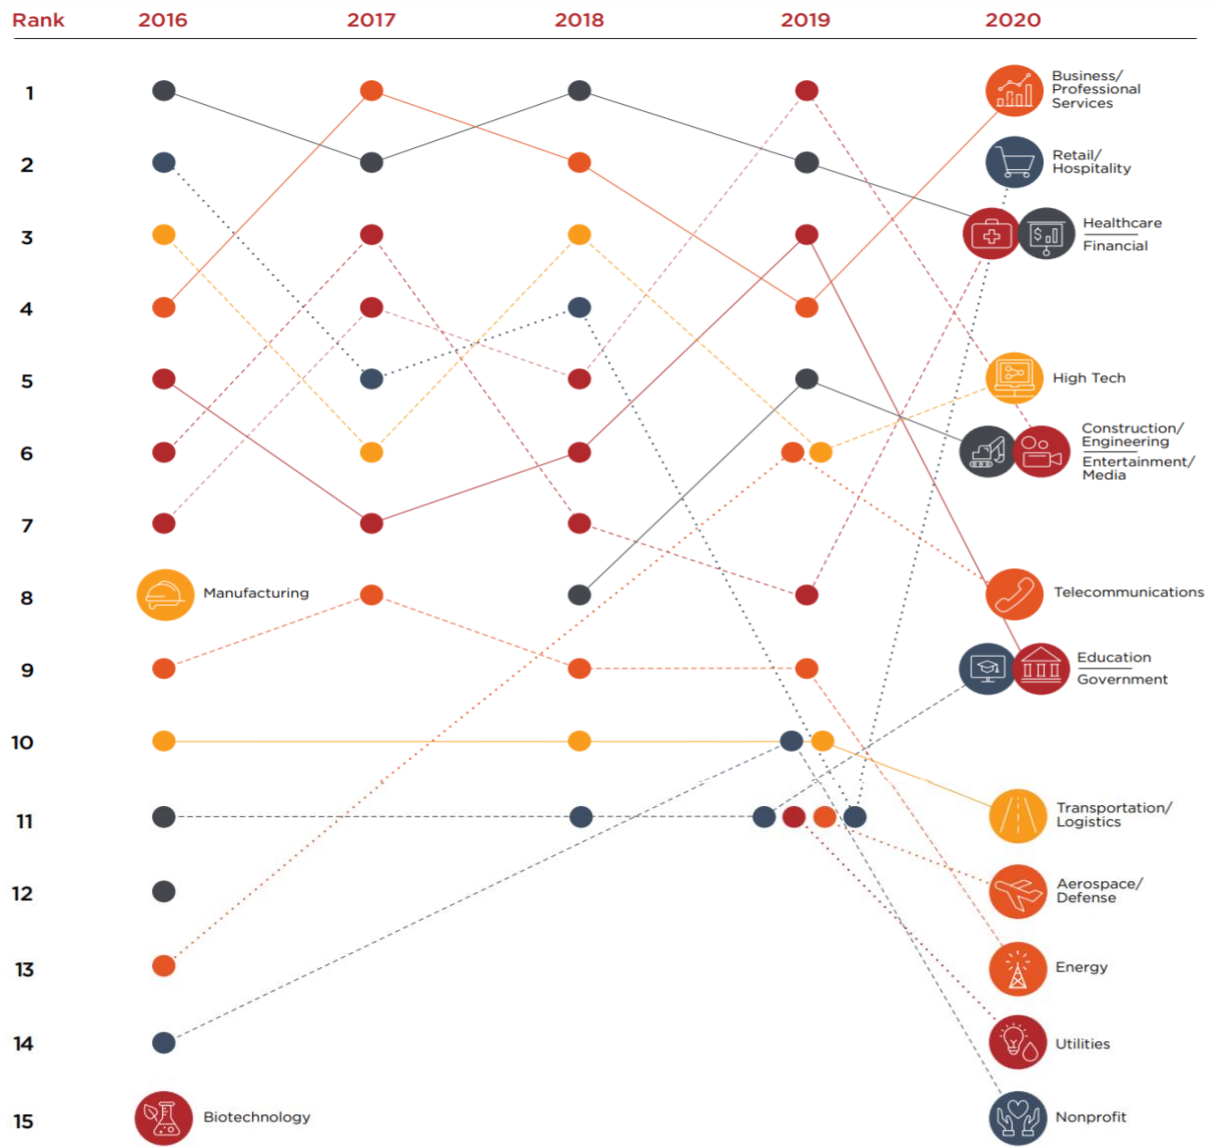 Rank 2016 2017 2018 2019 2020
1
Business/
Professional
Services
2
Retail/
Hospitality
3
Healthcare
Financial
4
5
High Tech
6
Construction/
Engineering
Entertainment/
Media
7
8
Manufacturing
Telecommunications
9
Education
Government
10
11
Transportation/
Logistics
12
Aerospace/
Defense
13
Energy
14
Utilities
15
Biotechnology
Nonprofit
$